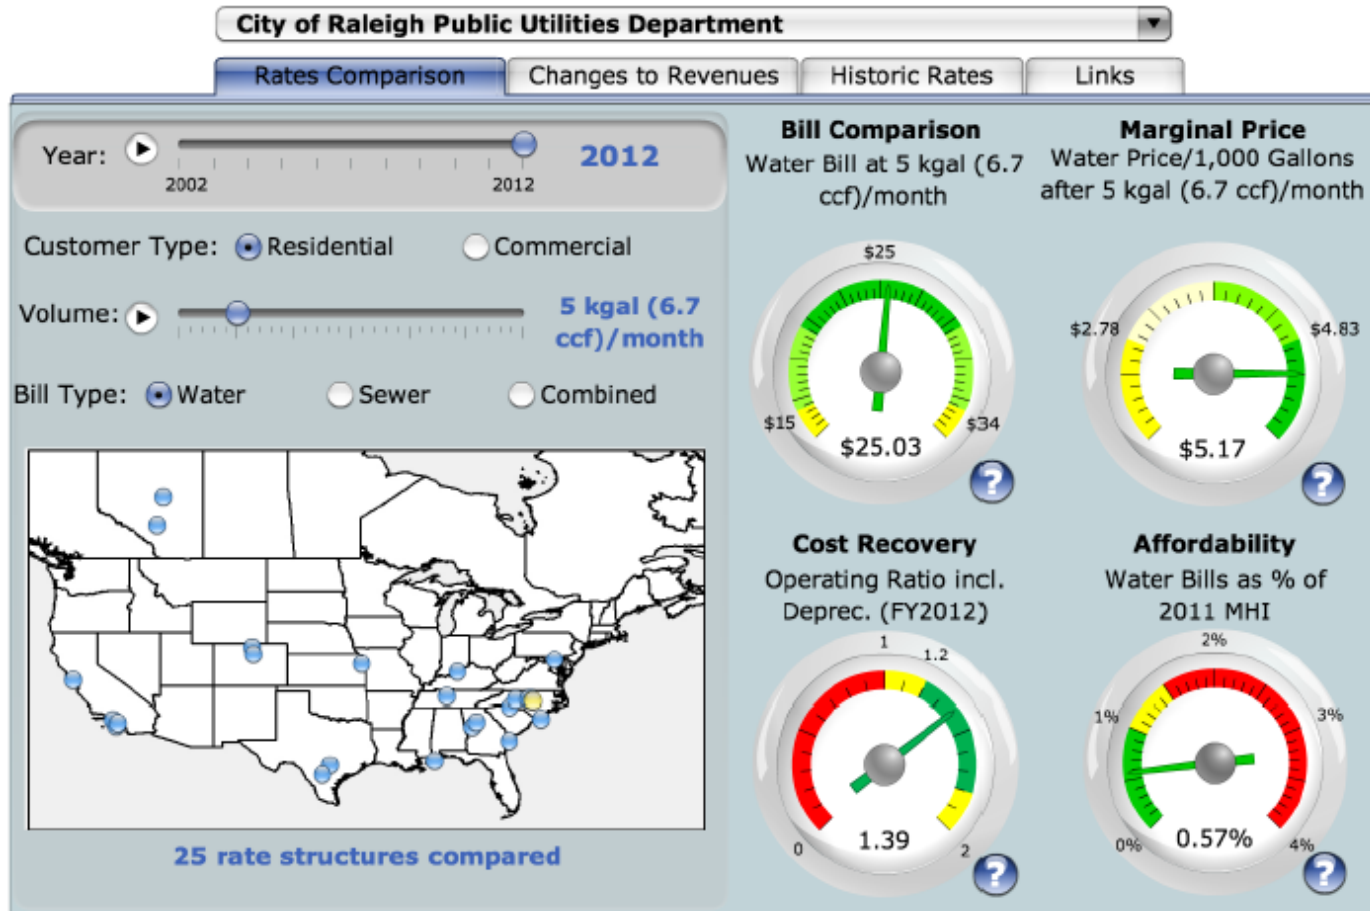 City of Raleigh Public Utilities Department
Rates Comparison
Changes to Revenues
Historic Rates
Links
Year:
2002
2012
2012
Customer Type:
Residential
Commercial
Volume:
5 kgal (6.7
ccf)/month
Bill Type:
Water
Sewer
Combined
25 rate structures compared
Bill Comparison
Water Bill at 5 kgal (6.7
ccf)/month
$25
$15
$34
$25.03
?
Marginal Price
Water Price/1,000 Gallons
after 5 kgal (6.7 ccf)/month
$2.78
$4.83
$5.17
?
Cost Recovery
Operating Ratio incl.
Deprec. (FY2012)
1
1.2
0
2
1.39
?
Affordability
Water Bills as % of
2011 MHI
2%
1%
3%
0%
4%
0.57%
?